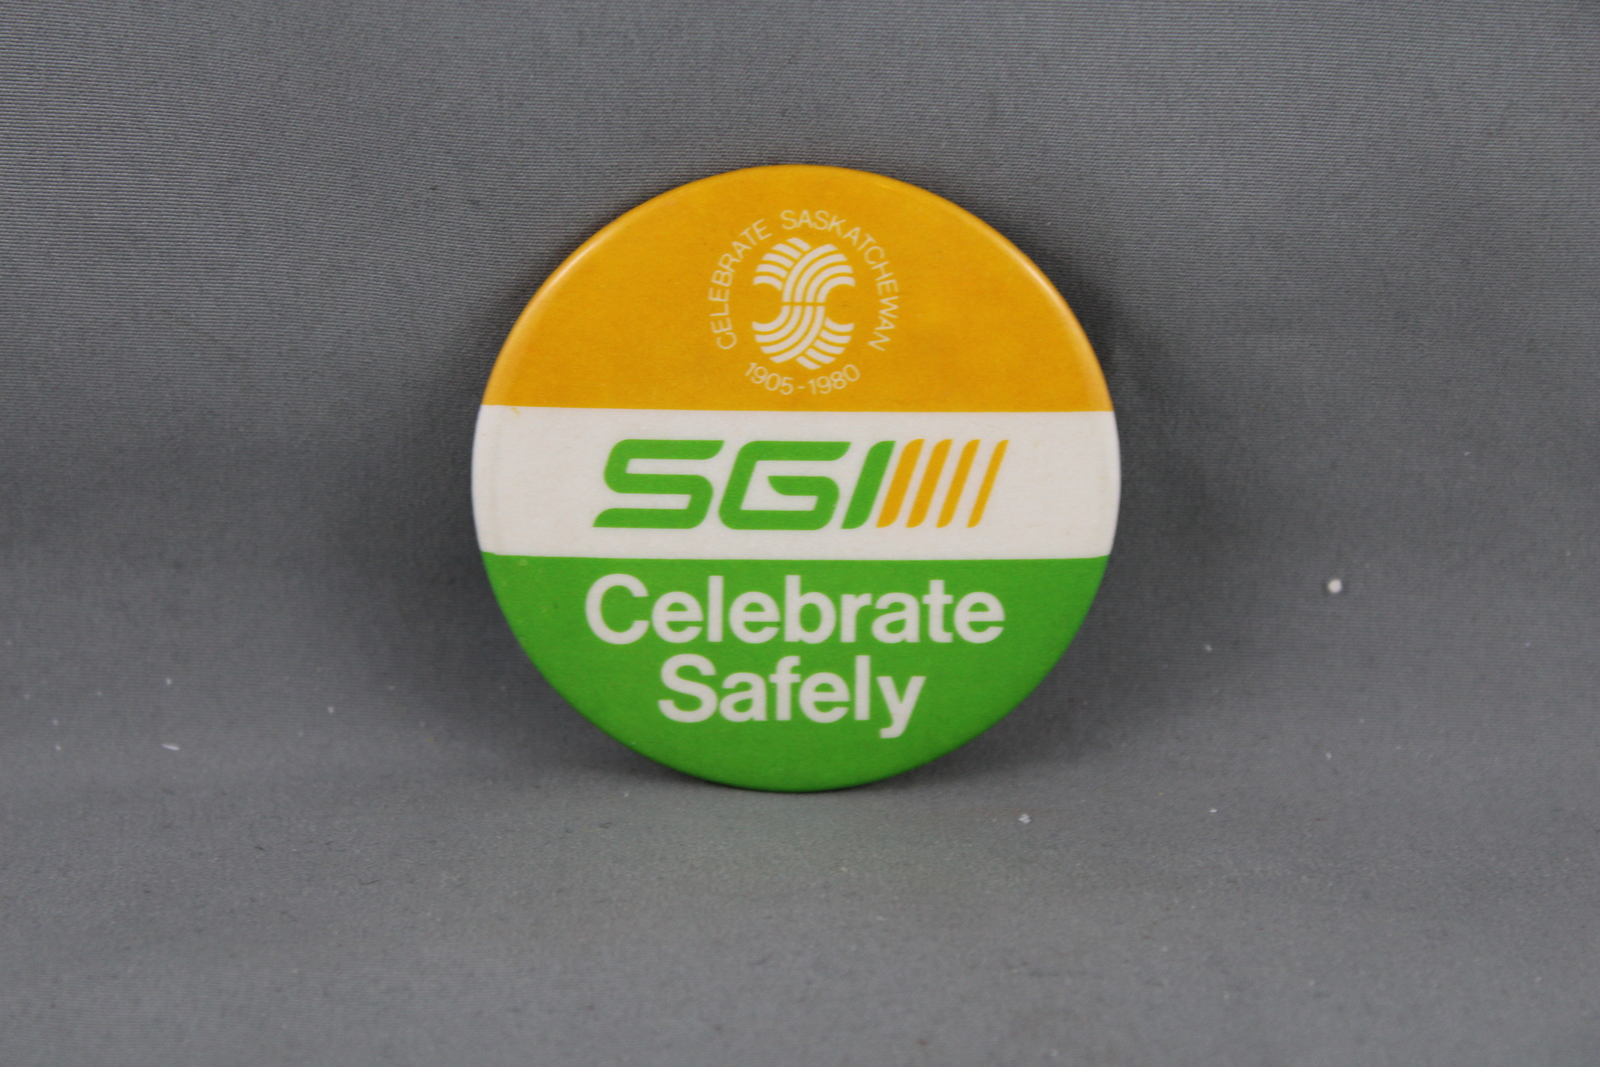 CELEBRATE SASKATCHEWAN
1905-1980
SGI
Celebrate
Safely